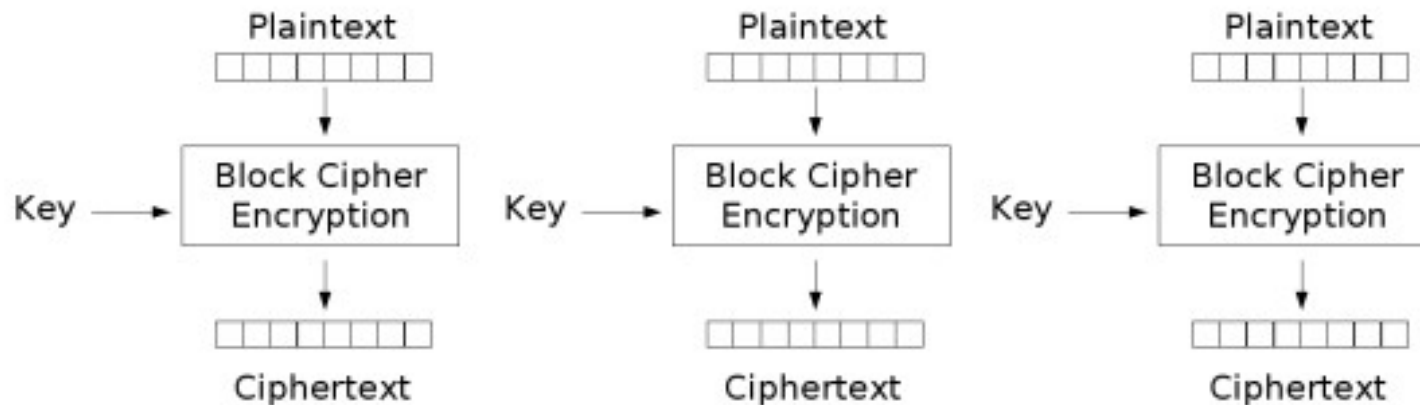 Plaintext
Plaintext
Plaintext
Key
Block Cipher
Encryption
Key
Block Cipher
Encryption
Key
Block Cipher
Encryption
Ciphertext
Ciphertext
Ciphertext